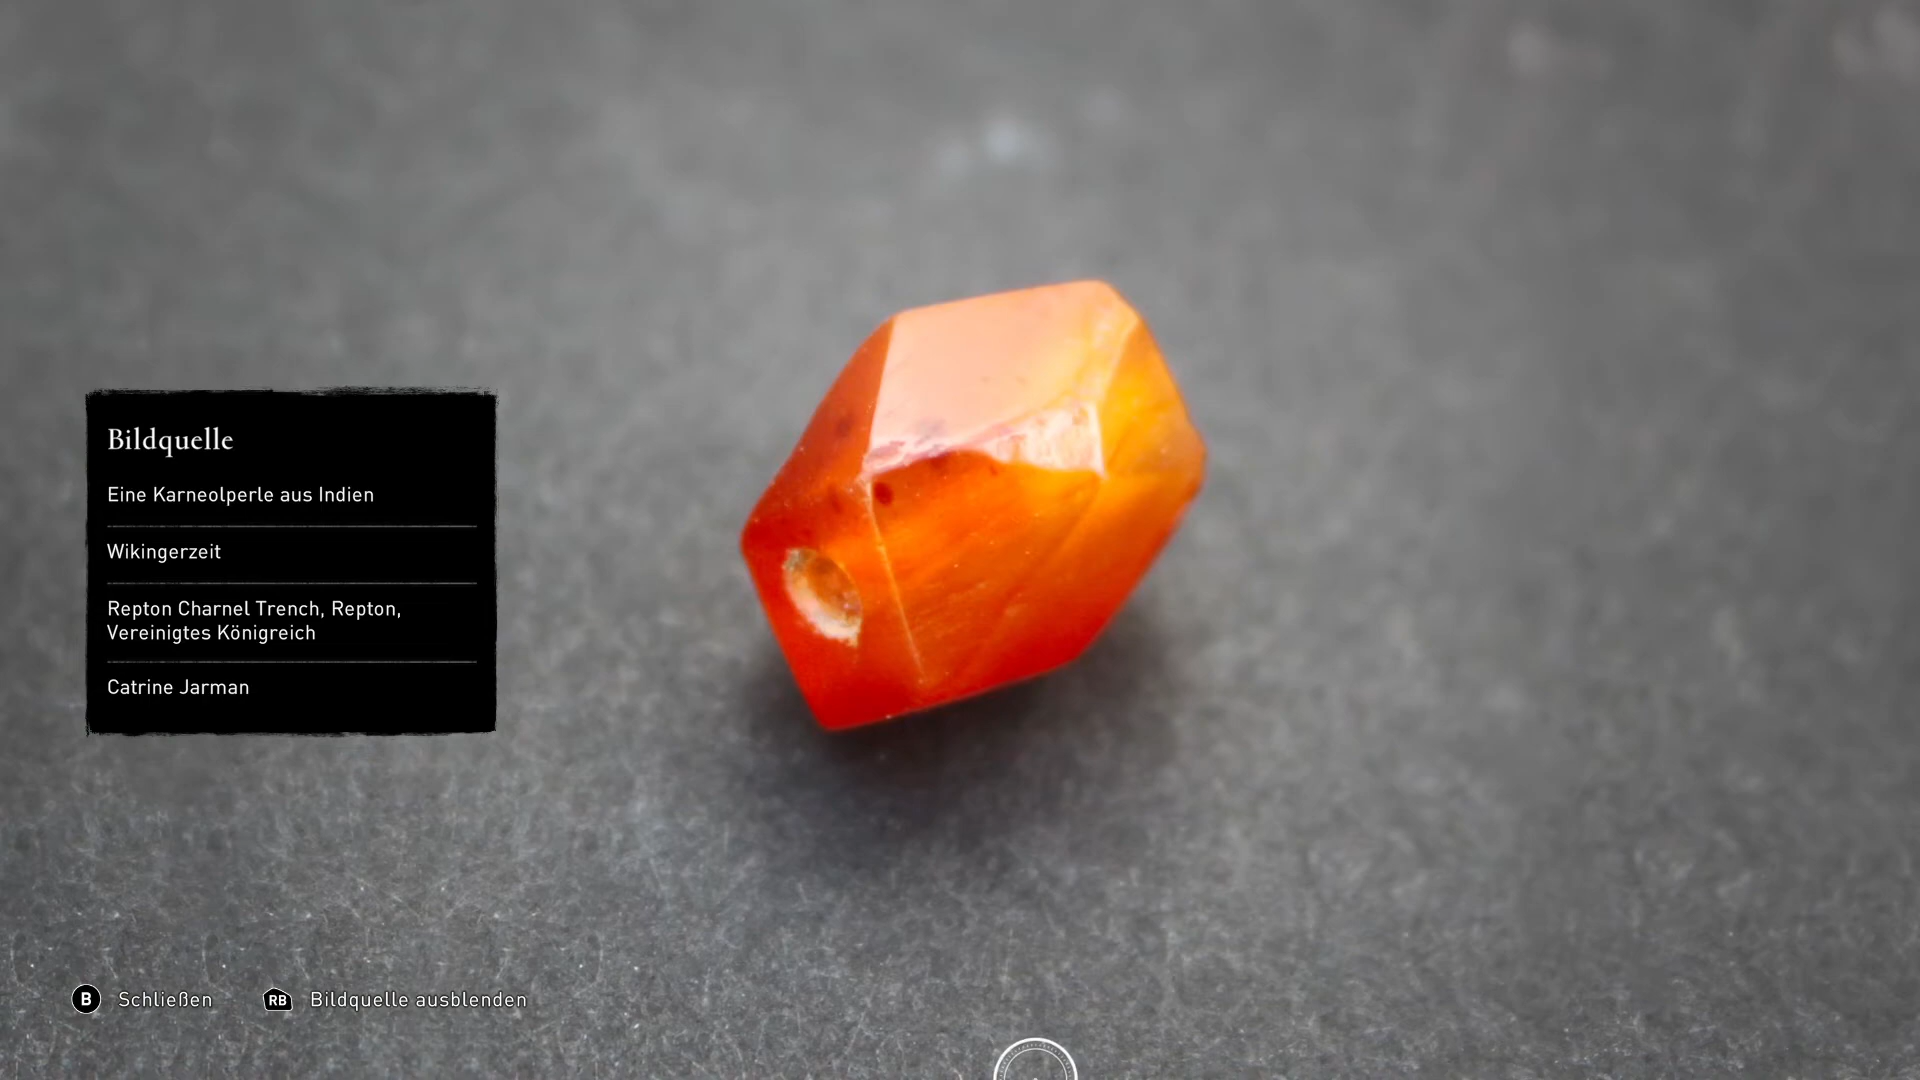 Bildquelle
Eine Karneolperle aus Indien
Wikingerzeit
Repton Charnel Trench, Repton,
Vereinigtes Königreich
Catrine Jarman
B Schließen RB Bildquelle ausblenden